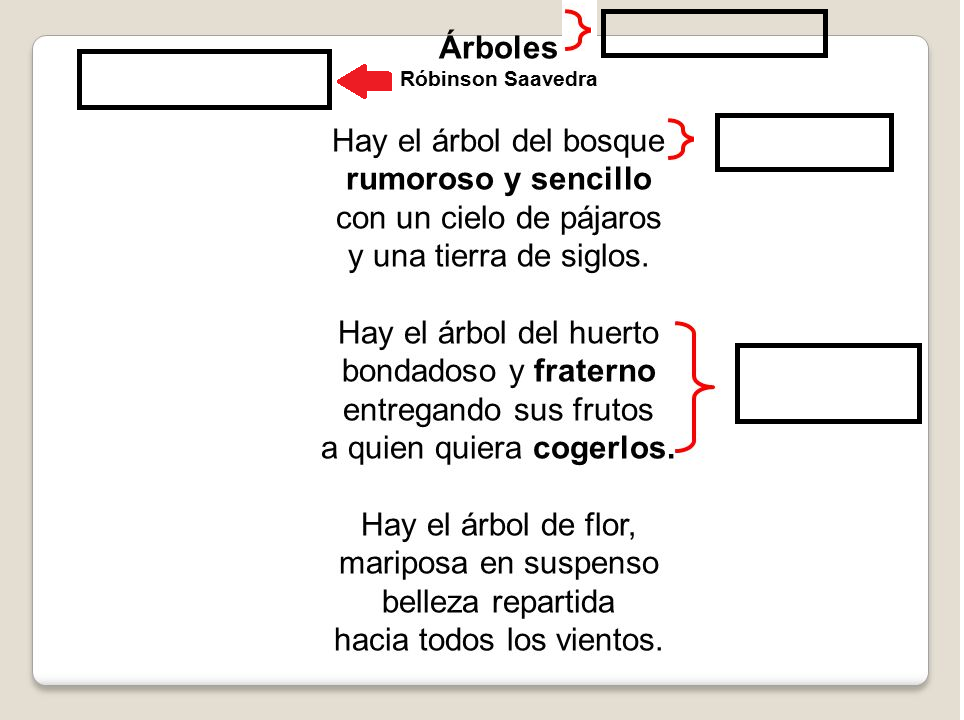 Árboles
Róbinson Saavedra
Hay el árbol del bosque
rumoroso y sencillo
con un cielo de pájaros
y una tierra de siglos.
Hay el árbol del huerto
bondadoso y fraterno
entregando sus frutos
a quien quiera cogerlos.
Hay el árbol de flor,
mariposa en suspenso
belleza repartida
hacia todos los vientos.